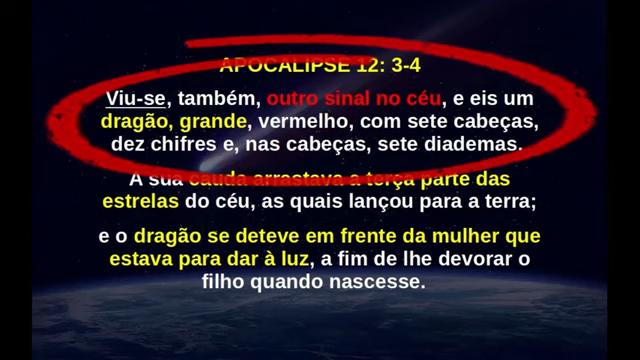 APOCALIPSE 12: 3-4
Viu-se, também, outro sinal no céu, e eis um
dragão, grande, vermelho, com sete cabeças,
dez chifres e, nas cabeças, sete diademas.
A sua cauda arrastava a terça parte das
estrelas do céu, as quais lançou para a terra;
e o dragão se deteve em frente da mulher que
estava para dar à luz, a fim de lhe devorar o
filho quando nascesse.